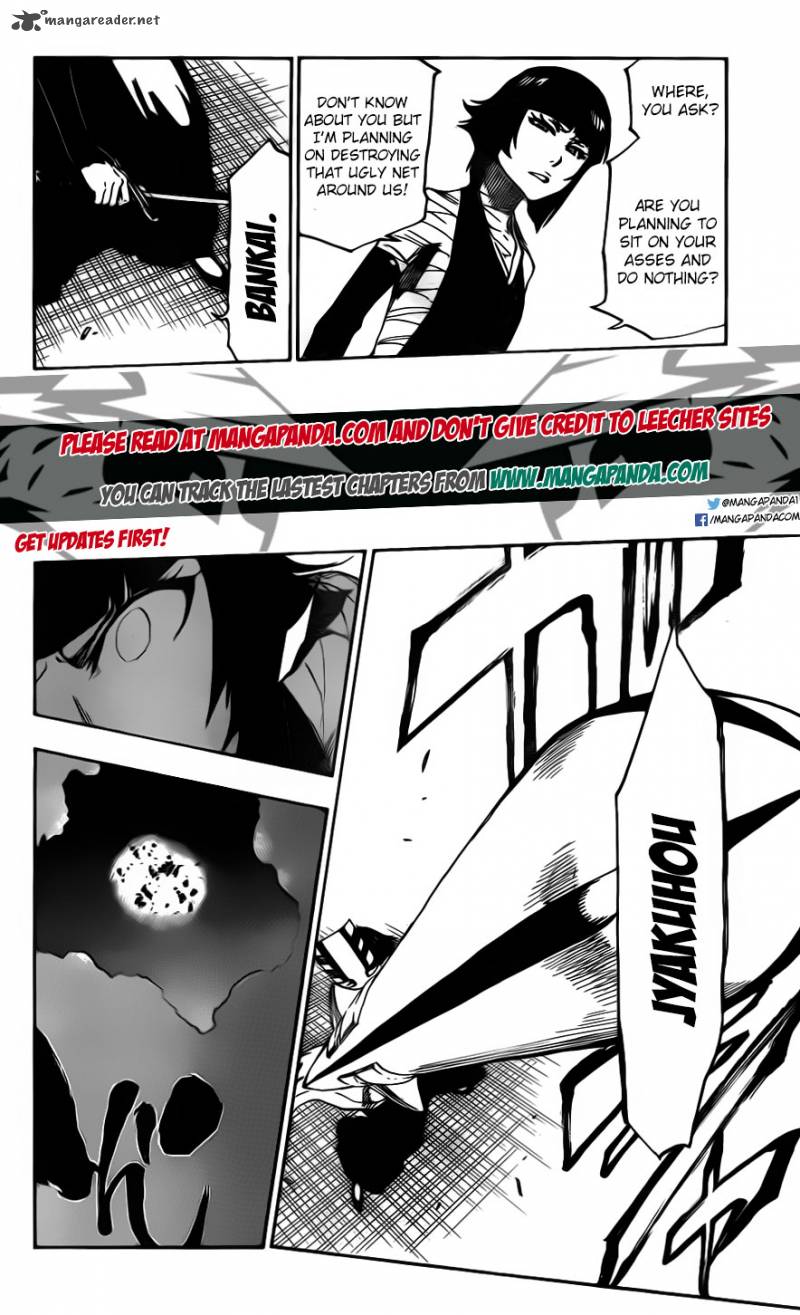 mangareader.net
WHERE,
YOU ASK?
ARE YOU
PLANNING TO
SIT ON YOUR
ASSES AND
DO NOTHING?
DON'T KNOW
ABOUT YOU BUT
I'M PLANNING
ON DESTROYING
THAT UGLY NET
AROUND US!
BANKAI.
PLEASE READ AT MANGAPANDA.COM AND DON'T GIVE CREDIT TO LEECHER SITES
YOU CAN TRACK THE LASTEST CHAPTERS FROM WWW.MANGAPANDA.COM
@MANGAPANDA1
/MANGAPANDACOM
GET UPDATES FIRST!
JYAKUHOU